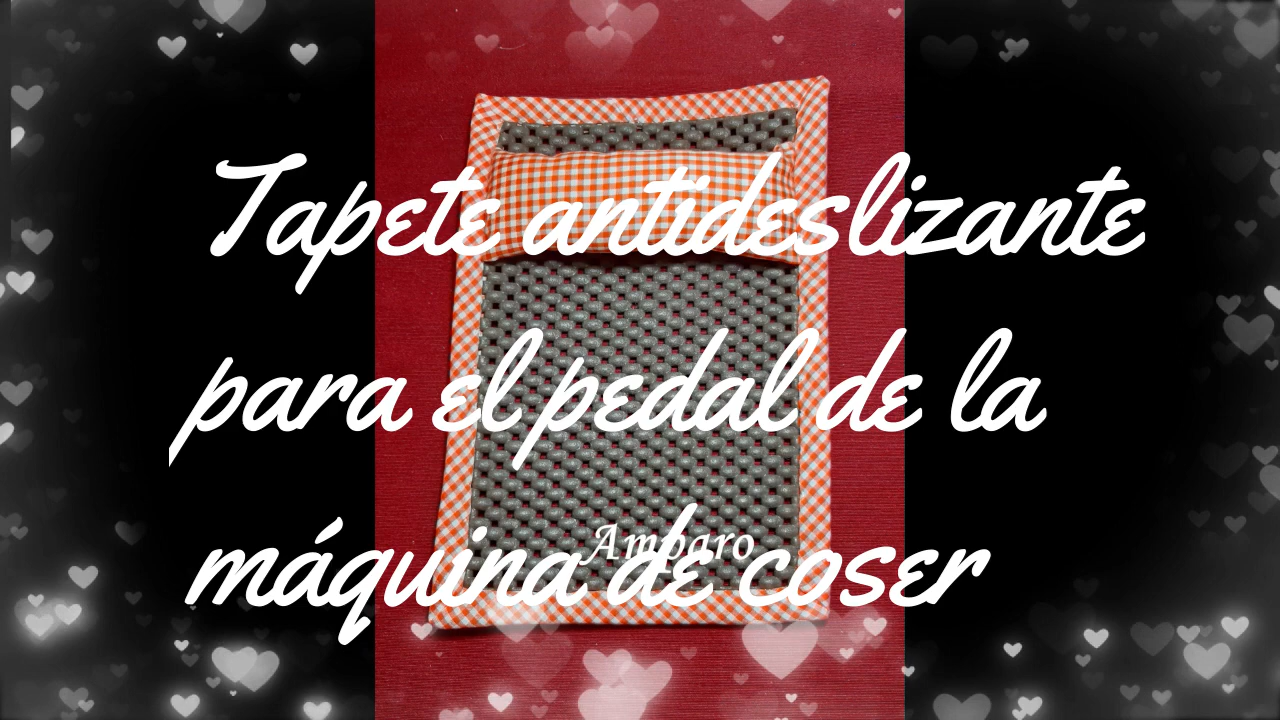 Tapete antideslizante
para el pedal de la
máquina de coser
Amparo